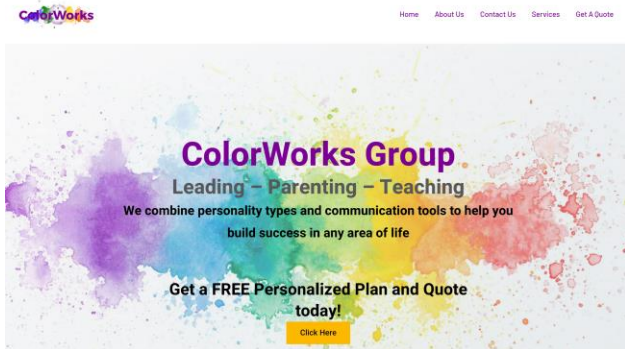 ColorWorks
Home About Us Contact Us Services Get A Quote
ColorWorks Group
Leading – Parenting – Teaching
We combine personality types and communication tools to help you
build success in any area of life
Get a FREE Personalized Plan and Quote
today!
Click Here